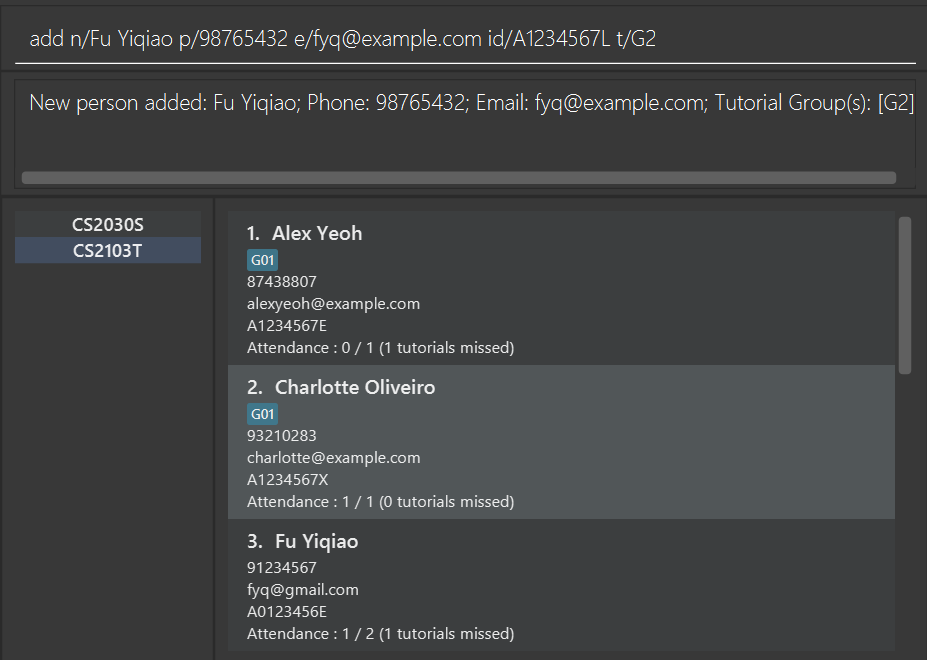 add n/Fu Yiqiao p/98765432 e/fyq@example.com id/A1234567L t/G2
New person added: Fu Yiqiao; Phone: 98765432; Email: fyq@example.com; Tutorial Group(s): [G2]
CS2030S
CS2103T
1. Alex Yeoh
G01
87438807
alexyeoh@example.com
A1234567E
Attendance : 0 / 1 (1 tutorials missed)
2. Charlotte Oliveiro
G01
93210283
charlotte@example.com
A1234567X
Attendance : 1 / 1 (0 tutorials missed)
3. Fu Yiqiao
91234567
fyq@gmail.com
A0123456E
Attendance : 1 / 2 (1 tutorials missed)